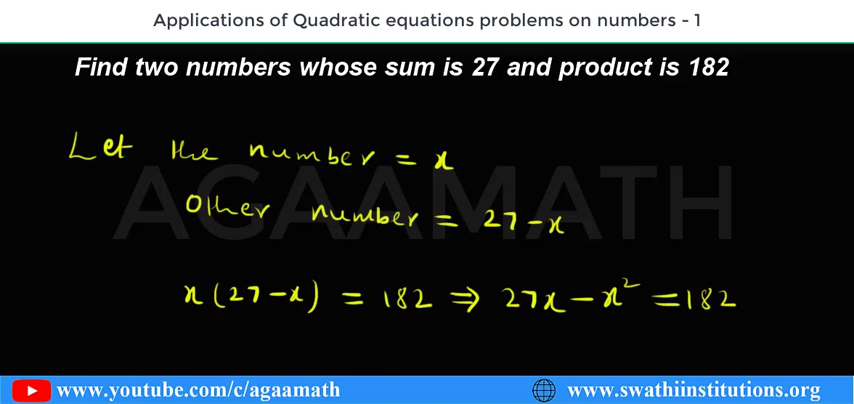 Applications of Quadratic equations problems on numbers - 1
Find two numbers whose sum is 27 and product is 182
Let the number = x
AGAAMATH
Other number = 27 - x
x (27 - x) = 182 ⇒ 27x - x² = 182
www.youtube.com/c/agaamath
www.swathiinstitutions.org